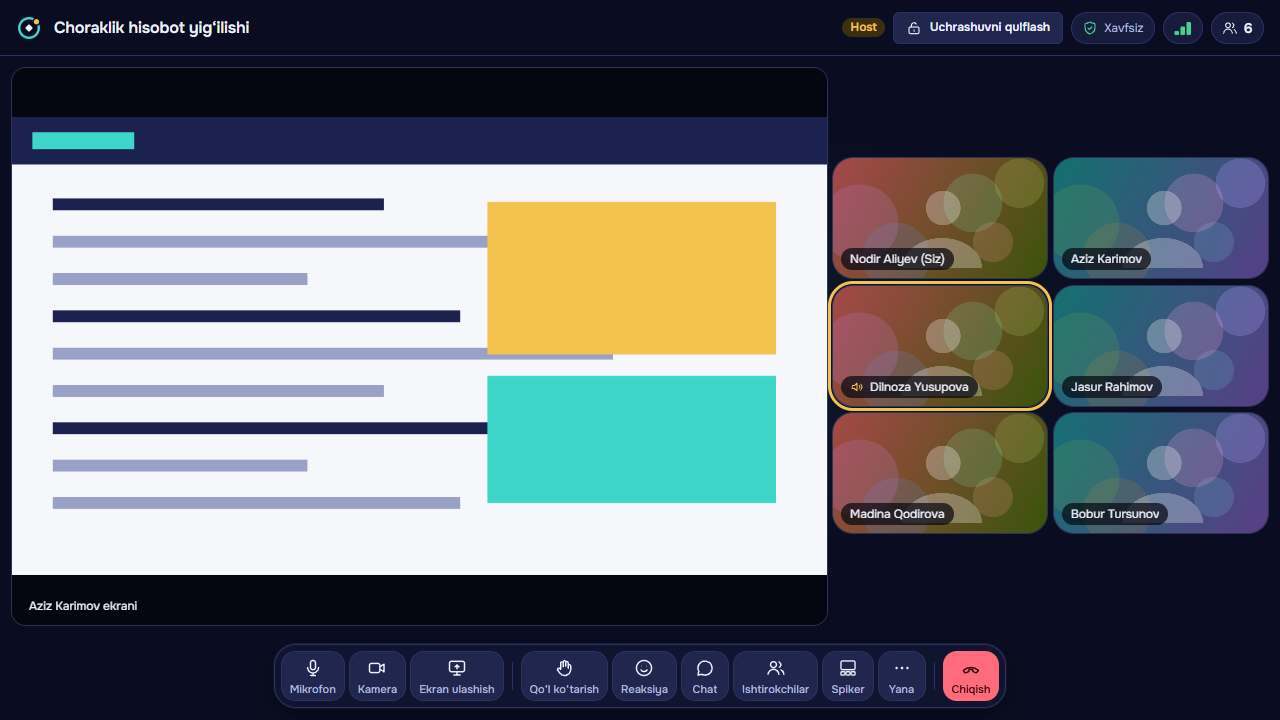 Choraklik hisobot yig‘ilishi
Host
Uchrashuvni qulflash
Xavfsiz
6
Nodir Aliyev (Siz)
Aziz Karimov
Dilnoza Yusupova
Jasur Rahimov
Madina Qodirova
Bobur Tursunov
Aziz Karimov ekrani
Mikrofon
Kamera
Ekran ulashish
Qo‘l ko‘tarish
Reaksiya
Chat
Ishtirokchilar
Spiker
Yana
Chiqish